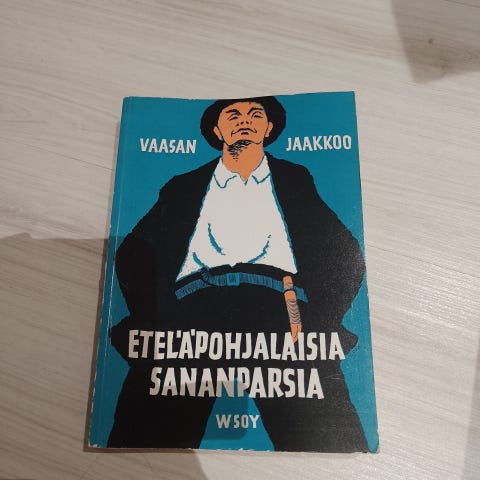 VAASAN JAAKKOO
ETELÄPOHJALAISIA
SANANPARSIA
WSOY